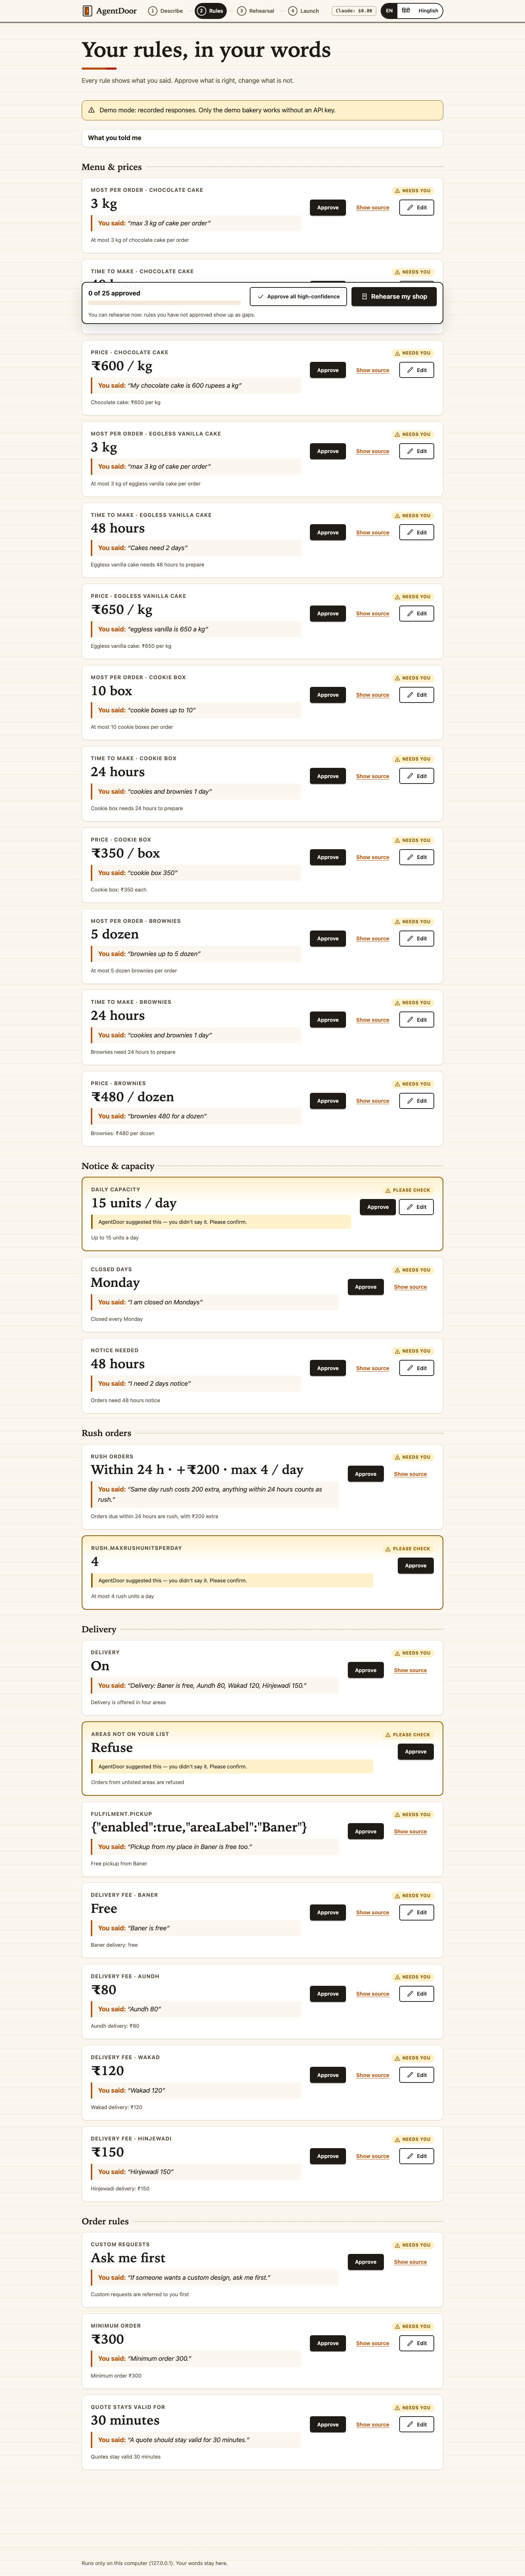 AgentDoor
1 Describe
2 Rules
3 Rehearsal
4 Launch
Claude: $0.00
EN
हिंदी
Hinglish
Your rules, in your words
Every rule shows what you said. Approve what is right, change what is not.
Demo mode: recorded responses. Only the demo bakery works without an API key.
What you told me
Menu & prices
MOST PER ORDER · CHOCOLATE CAKE
NEEDS YOU
3 kg
Approve
Show source
Edit
You said: “max 3 kg of cake per order”
At most 3 kg of chocolate cake per order
TIME TO MAKE · CHOCOLATE CAKE
NEEDS YOU
0 of 25 approved
Approve all high-confidence
Rehearse my shop
You can rehearse now: rules you have not approved show up as gaps.
PRICE · CHOCOLATE CAKE
NEEDS YOU
₹600 / kg
Approve
Show source
Edit
You said: “My chocolate cake is 600 rupees a kg”
Chocolate cake: ₹600 per kg
MOST PER ORDER · EGGLESS VANILLA CAKE
NEEDS YOU
3 kg
Approve
Show source
Edit
You said: “max 3 kg of cake per order”
At most 3 kg of eggless vanilla cake per order
TIME TO MAKE · EGGLESS VANILLA CAKE
NEEDS YOU
48 hours
Approve
Show source
Edit
You said: “Cakes need 2 days”
Eggless vanilla cake needs 48 hours to prepare
PRICE · EGGLESS VANILLA CAKE
NEEDS YOU
₹650 / kg
Approve
Show source
Edit
You said: “eggless vanilla is 650 a kg”
Eggless vanilla cake: ₹650 per kg
MOST PER ORDER · COOKIE BOX
NEEDS YOU
10 box
Approve
Show source
Edit
You said: “cookie boxes up to 10”
At most 10 cookie boxes per order
TIME TO MAKE · COOKIE BOX
NEEDS YOU
24 hours
Approve
Show source
Edit
You said: “cookies and brownies 1 day”
Cookie box needs 24 hours to prepare
PRICE · COOKIE BOX
NEEDS YOU
₹350 / box
Approve
Show source
Edit
You said: “cookie box 350”
Cookie box: ₹350 each
MOST PER ORDER · BROWNIES
NEEDS YOU
5 dozen
Approve
Show source
Edit
You said: “brownies up to 5 dozen”
At most 5 dozen brownies per order
TIME TO MAKE · BROWNIES
NEEDS YOU
24 hours
Approve
Show source
Edit
You said: “cookies and brownies 1 day”
Brownies need 24 hours to prepare
PRICE · BROWNIES
NEEDS YOU
₹480 / dozen
Approve
Show source
Edit
You said: “brownies 480 for a dozen”
Brownies: ₹480 per dozen
Notice & capacity
DAILY CAPACITY
PLEASE CHECK
15 units / day
Approve
Edit
AgentDoor suggested this — you didn’t say it. Please confirm.
Up to 15 units a day
CLOSED DAYS
NEEDS YOU
Monday
Approve
Show source
You said: “I am closed on Mondays”
Closed every Monday
NOTICE NEEDED
NEEDS YOU
48 hours
Approve
Show source
Edit
You said: “I need 2 days notice”
Orders need 48 hours notice
Rush orders
RUSH ORDERS
NEEDS YOU
Within 24 h · +₹200 · max 4 / day
Approve
Show source
You said: “Same day rush costs 200 extra, anything within 24 hours counts as
rush.”
Orders due within 24 hours are rush, with ₹200 extra
RUSH.MAXRUSHUNITSPERDAY
PLEASE CHECK
4
Approve
AgentDoor suggested this — you didn’t say it. Please confirm.
At most 4 rush units a day
Delivery
DELIVERY
NEEDS YOU
On
Approve
Show source
You said: “Delivery: Baner is free, Aundh 80, Wakad 120, Hinjewadi 150.”
Delivery is offered in four areas
AREAS NOT ON YOUR LIST
PLEASE CHECK
Refuse
Approve
AgentDoor suggested this — you didn’t say it. Please confirm.
Orders from unlisted areas are refused
FULFILMENT.PICKUP
NEEDS YOU
{"enabled":true,"areaLabel":"Baner"}
Approve
Show source
You said: “Pickup from my place in Baner is free too.”
Free pickup from Baner
DELIVERY FEE · BANER
NEEDS YOU
Free
Approve
Show source
Edit
You said: “Baner is free”
Baner delivery: free
DELIVERY FEE · AUNDH
NEEDS YOU
₹80
Approve
Show source
Edit
You said: “Aundh 80”
Aundh delivery: ₹80
DELIVERY FEE · WAKAD
NEEDS YOU
₹120
Approve
Show source
Edit
You said: “Wakad 120”
Wakad delivery: ₹120
DELIVERY FEE · HINJEWADI
NEEDS YOU
₹150
Approve
Show source
Edit
You said: “Hinjewadi 150”
Hinjewadi delivery: ₹150
Order rules
CUSTOM REQUESTS
NEEDS YOU
Ask me first
Approve
Show source
You said: “If someone wants a custom design, ask me first.”
Custom requests are referred to you first
MINIMUM ORDER
NEEDS YOU
₹300
Approve
Show source
Edit
You said: “Minimum order 300.”
Minimum order ₹300
QUOTE STAYS VALID FOR
NEEDS YOU
30 minutes
Approve
Show source
Edit
You said: “A quote should stay valid for 30 minutes.”
Quotes stay valid 30 minutes
Runs only on this computer (127.0.0.1). Your words stay here.